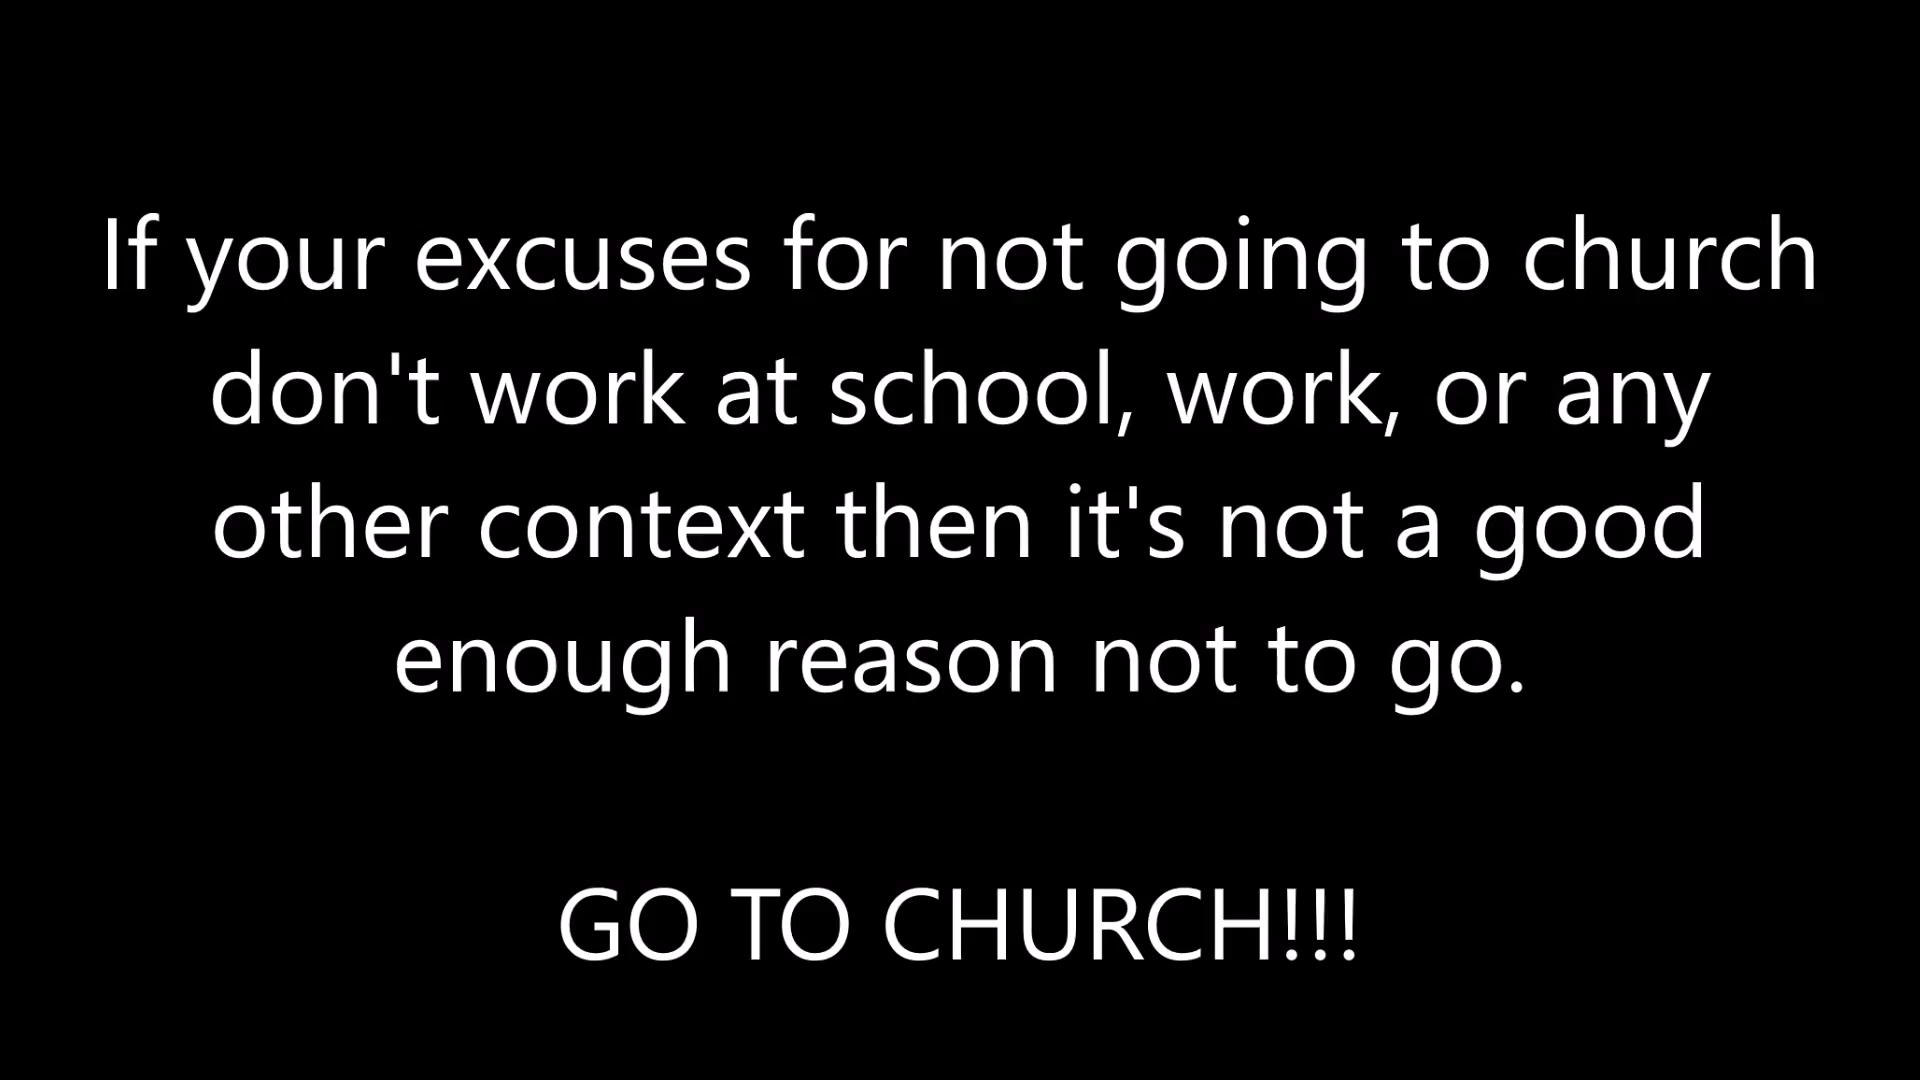 If your excuses for not going to church
don't work at school, work, or any
other context then it's not a good
enough reason not to go.
GO TO CHURCH!!!